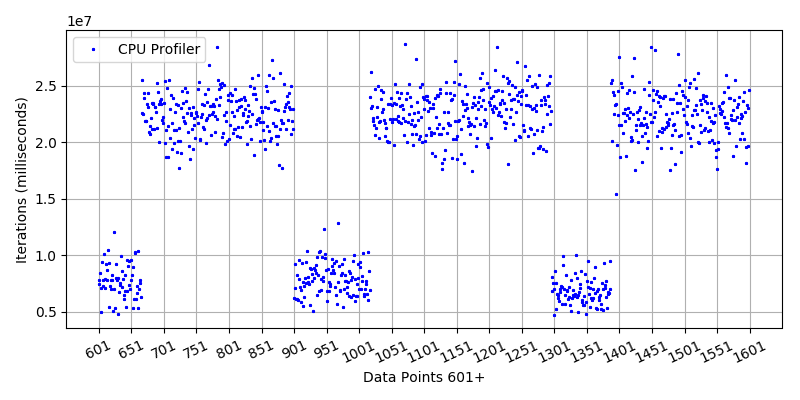 1e7
CPU Profiler
2.5
2.0
1.5
1.0
0.5
Iterations (milliseconds)
601 651 701 751 801 851 901 951 1001 1051 1101 1151 1201 1251 1301 1351 1401 1451 1501 1551 1601
Data Points 601+